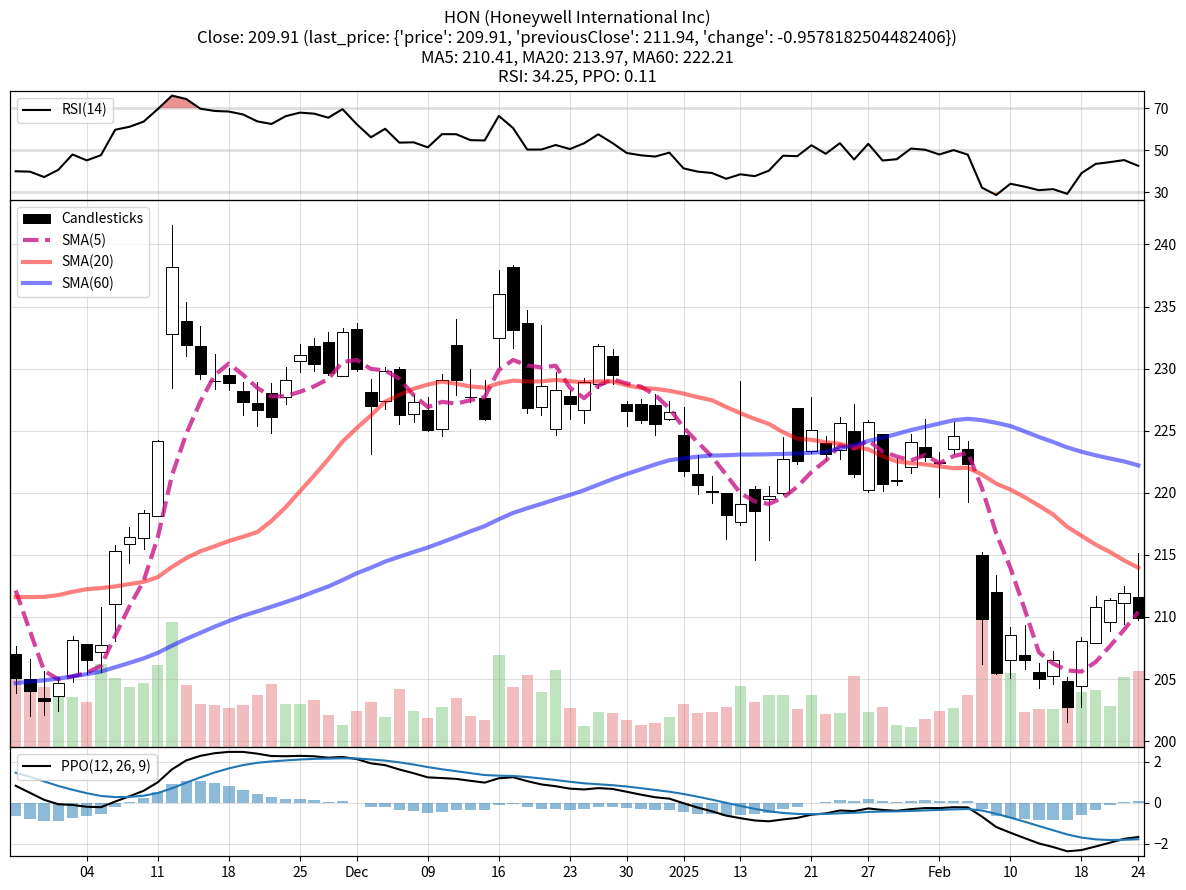 HON (Honeywell International Inc)
Close: 209.91 (last_price: {'price': 209.91, 'previousClose': 211.94, 'change': -0.9578182504482406})
MA5: 210.41, MA20: 213.97, MA60: 222.21
RSI: 34.25, PPO: 0.11
RSI(14)
70
50
30
Candlesticks
SMA(5)
SMA(20)
SMA(60)
240
235
230
225
220
215
210
205
200
PPO(12, 26, 9)
2
0
−2
04 11 18 25 Dec 09 16 23 30 2025 13 21 27 Feb 10 18 24